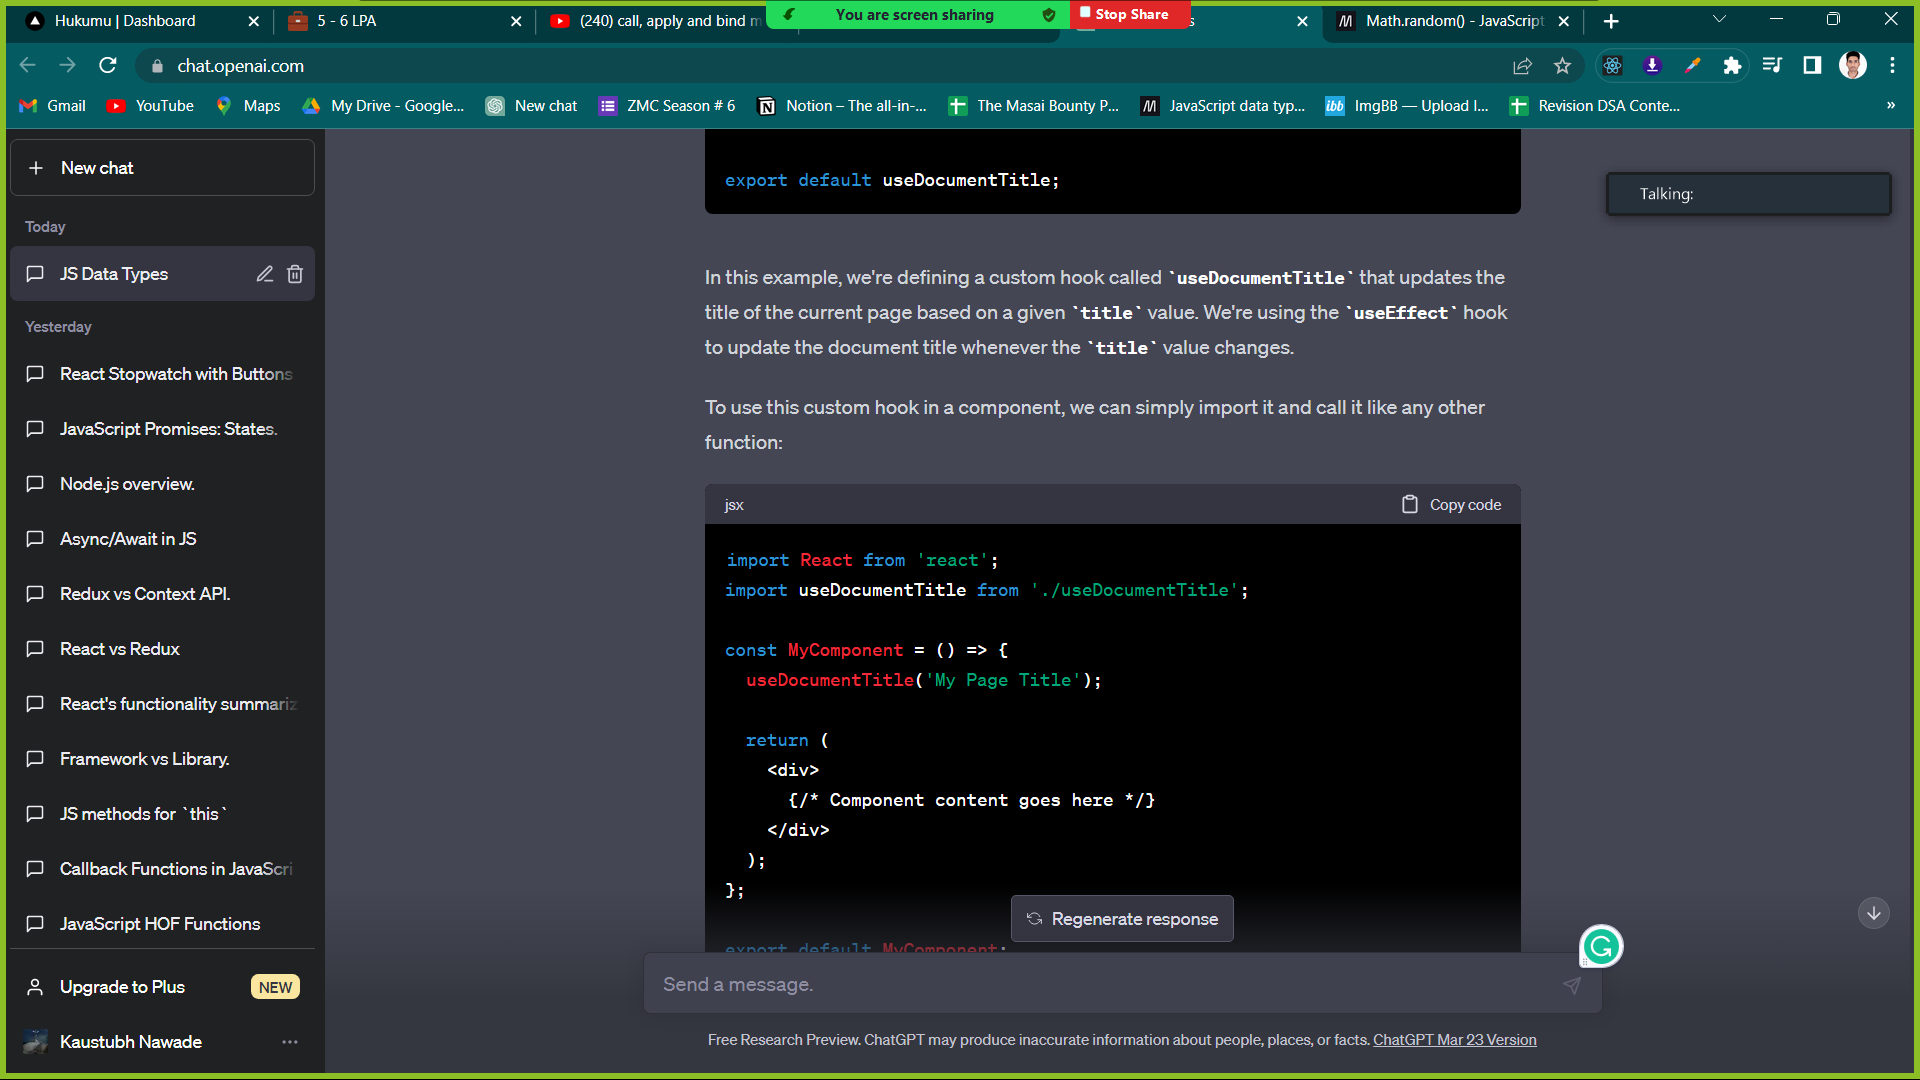 Hukumu | Dashboard
5 - 6 LPA
(240) call, apply and bind m
You are screen sharing
Stop Share
s
Math.random() - JavaScript
chat.openai.com
Gmail
YouTube
Maps
My Drive - Google...
New chat
ZMC Season # 6
Notion – The all-in-...
The Masai Bounty P...
JavaScript data typ...
ibb
ImgBB — Upload I...
Revision DSA Conte...
»
New chat
Today
JS Data Types
Yesterday
React Stopwatch with Buttons
JavaScript Promises: States.
Node.js overview.
Async/Await in JS
Redux vs Context API.
React vs Redux
React's functionality summariz
Framework vs Library.
JS methods for `this`
Callback Functions in JavaScri
JavaScript HOF Functions
Upgrade to Plus
NEW
Kaustubh Nawade
export default useDocumentTitle;
Talking:
In this example, we're defining a custom hook called `useDocumentTitle` that updates the
title of the current page based on a given `title` value. We're using the `useEffect` hook
to update the document title whenever the `title` value changes.
To use this custom hook in a component, we can simply import it and call it like any other
function:
jsx
Copy code
import React from 'react';
import useDocumentTitle from './useDocumentTitle';
const MyComponent = () => {
useDocumentTitle('My Page Title');
return (
<div>
{/* Component content goes here */}
</div>
);
};
export default MyComponent;
Regenerate response
Send a message.
Free Research Preview. ChatGPT may produce inaccurate information about people, places, or facts. ChatGPT Mar 23 Version